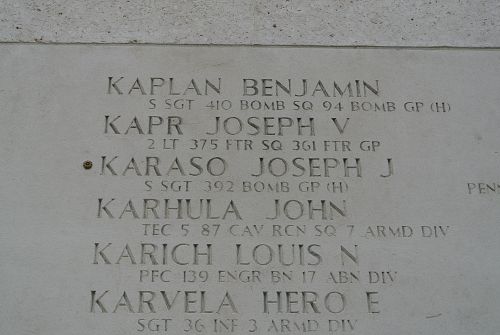 KAPLAN BENJAMIN
S SGT 410 BOMB SQ 94 BOMB GP (H)
KAPR JOSEPH V
2 LT 375 FTR SQ 361 FTR GP
KARASO JOSEPH J
S SGT 392 BOMB GP (H)
PEN
KARHULA JOHN
TEC 5 87 CAV RCN SQ 7 ARMD DIV
KARICH LOUIS N
PFC 139 ENGR BN 17 ABN DIV
KARVELA HERO E
SGT 36 INF 3 ARMD DIV